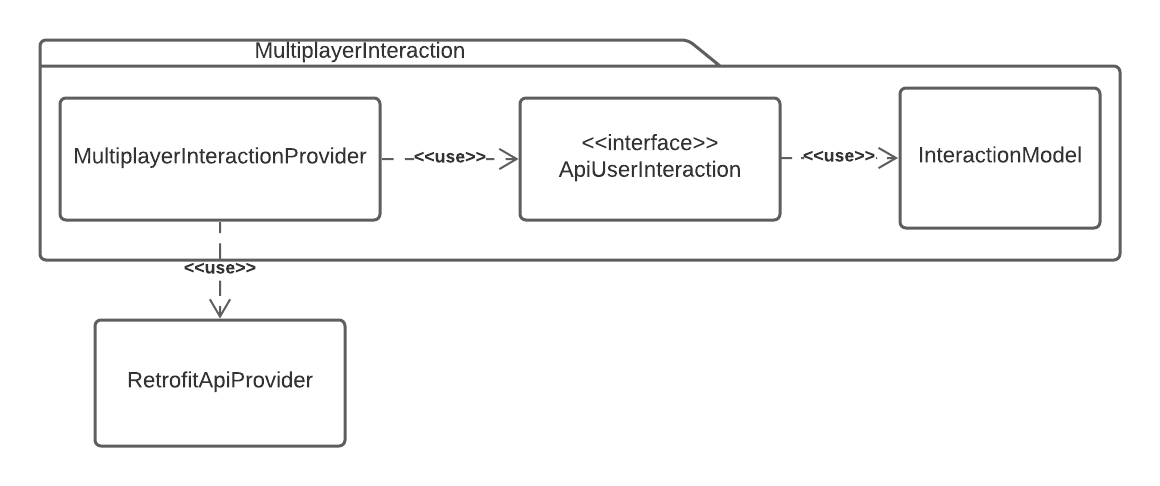 MultiplayerInteraction
MultiplayerInteractionProvider
<<use>>
<<interface>>
ApiUserInteraction
<<use>>
InteractionModel
<<use>>
RetrofitApiProvider